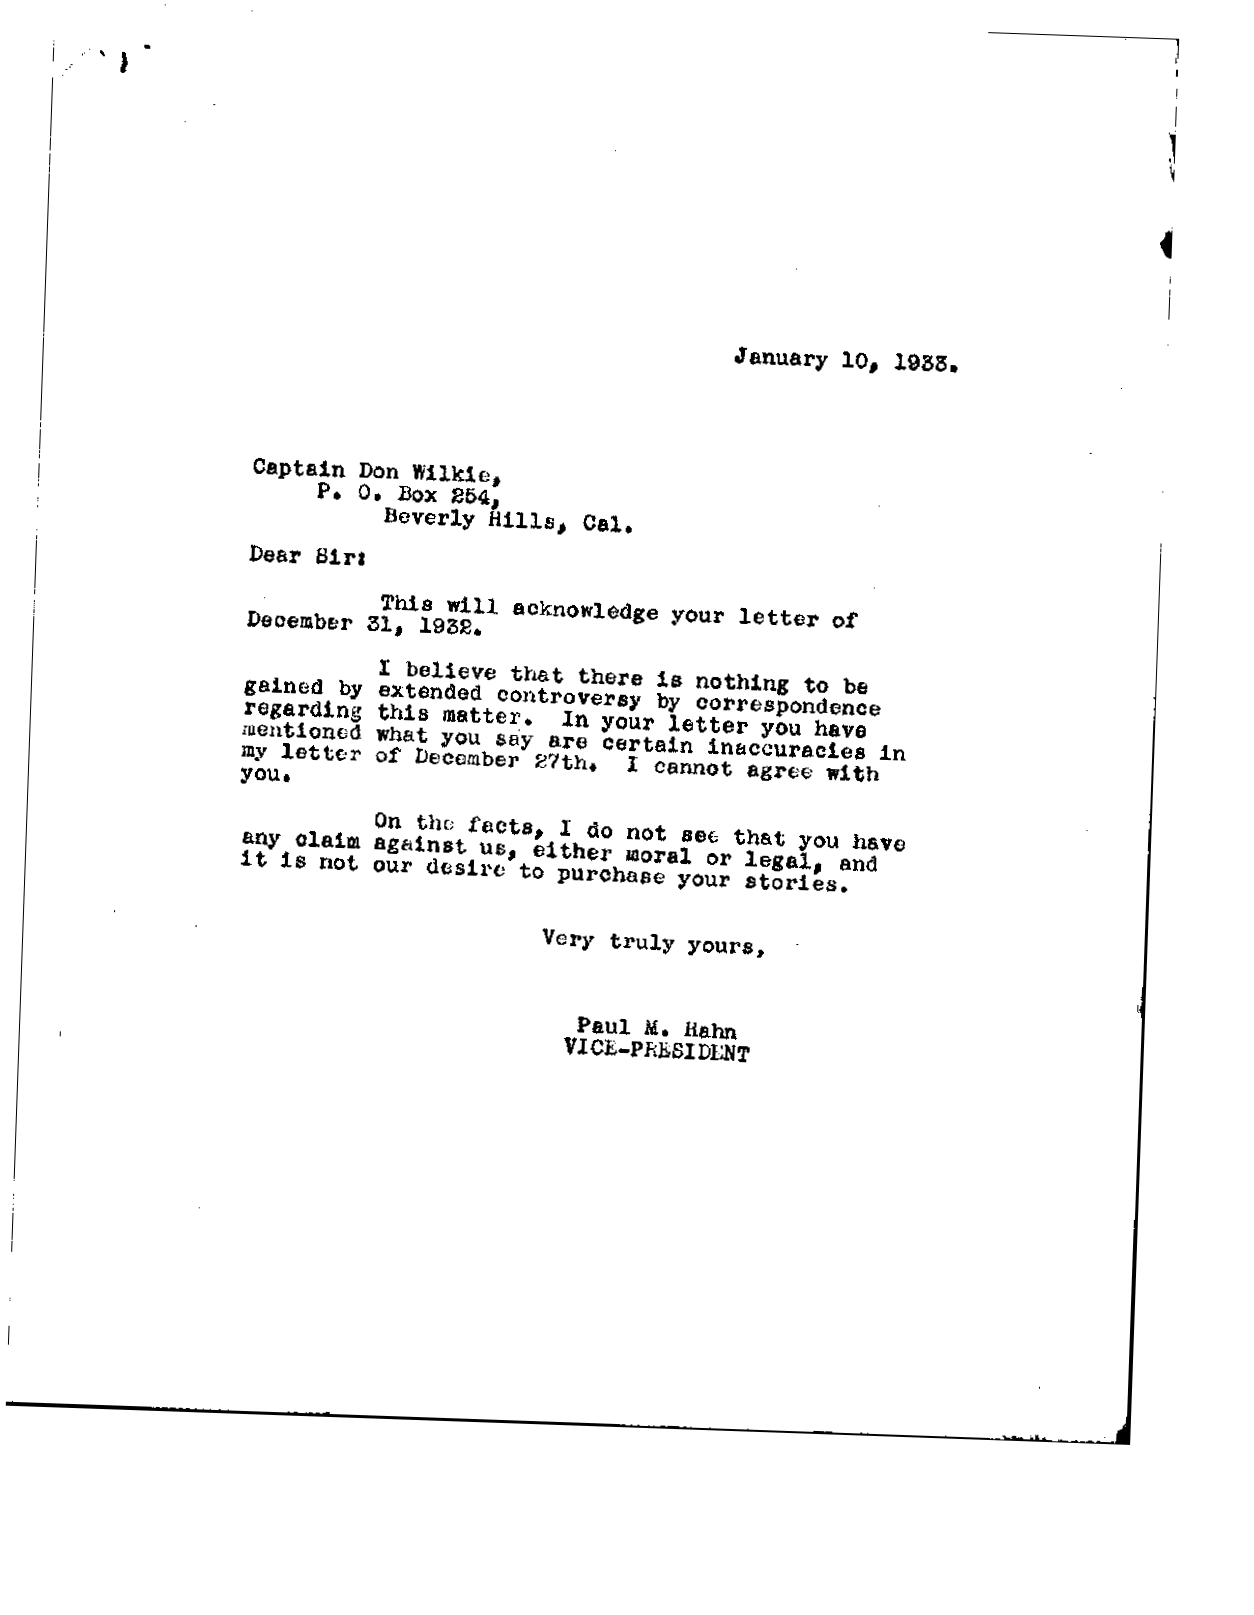 January 10, 1933.
Captain Don Wilkie,
P. O. Box 254,
Beverly Hills, Cal.
Dear Sir:
This will acknowledge your letter of
December 31, 1932.
I believe that there is nothing to be
gained by extended controversy by correspondence
regarding this matter. In your letter you have
mentioned what you say are certain inaccuracies in
my letter of December 27th. I cannot agree with
you.
On the facts, I do not see that you have
any claim against us, either moral or legal, and
it is not our desire to purchase your stories.
Very truly yours,
Paul M. Hahn
VICE-PRESIDENT